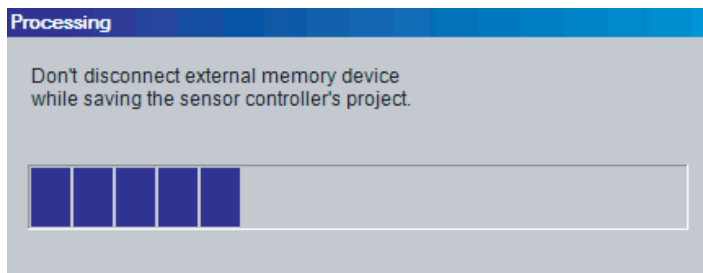 Processing
Don't disconnect external memory device
while saving the sensor controller's project.